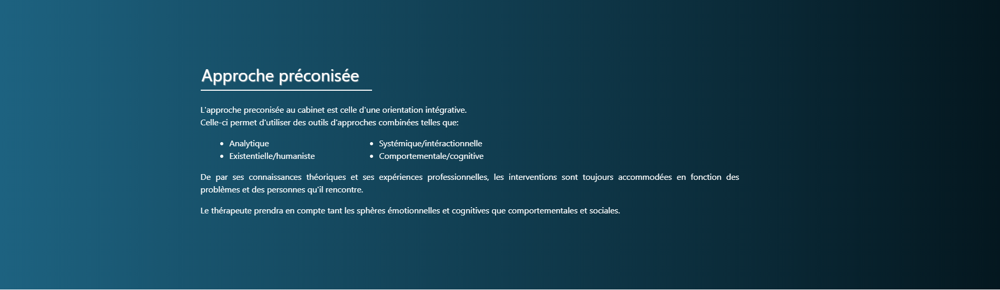 Approche préconisée
L'approche preconisée au cabinet est celle d'une orientation intégrative.
Celle-ci permet d'utiliser des outils d'approches combinées telles que:
• Analytique
• Existentielle/humaniste
• Systémique/intéractionnelle
• Comportementale/cognitive
De par ses connaissances théoriques et ses expériences professionnelles, les interventions sont toujours accommodées en fonction des
problèmes et des personnes qu'il rencontre.
Le thérapeute prendra en compte tant les sphères émotionnelles et cognitives que comportementales et sociales.